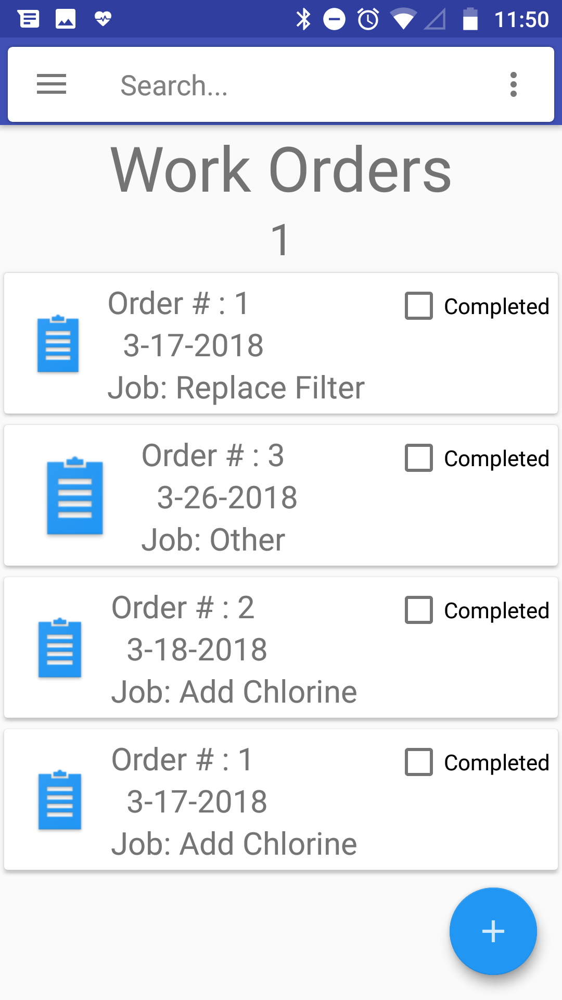 11:50
Search...
Work Orders
1
Order # : 1
Completed
3-17-2018
Job: Replace Filter
Order # : 3
Completed
3-26-2018
Job: Other
Order # : 2
Completed
3-18-2018
Job: Add Chlorine
Order # : 1
Completed
3-17-2018
Job: Add Chlorine